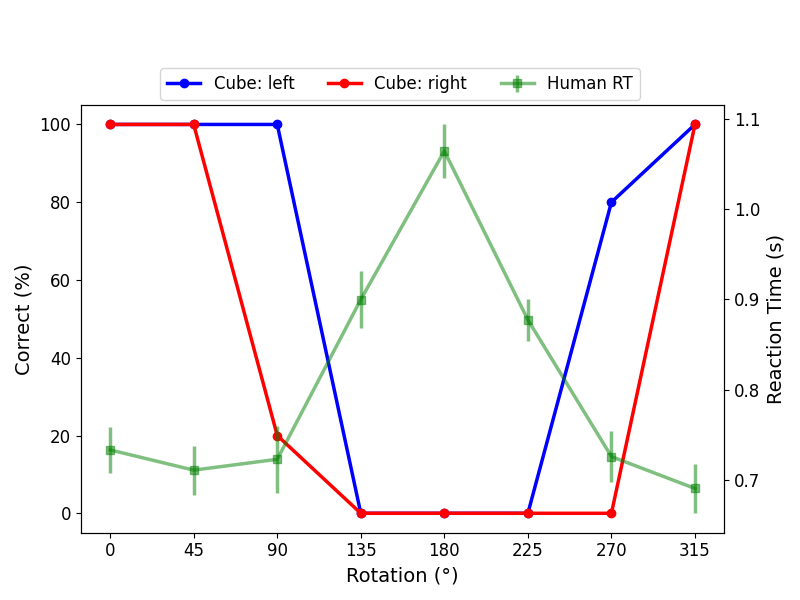 Cube: left Cube: right Human RT
100 80 60 40 20 0
Correct (%)
1.1 1.0 0.9 0.8 0.7
Reaction Time (s)
0 45 90 135 180 225 270 315
Rotation (°)